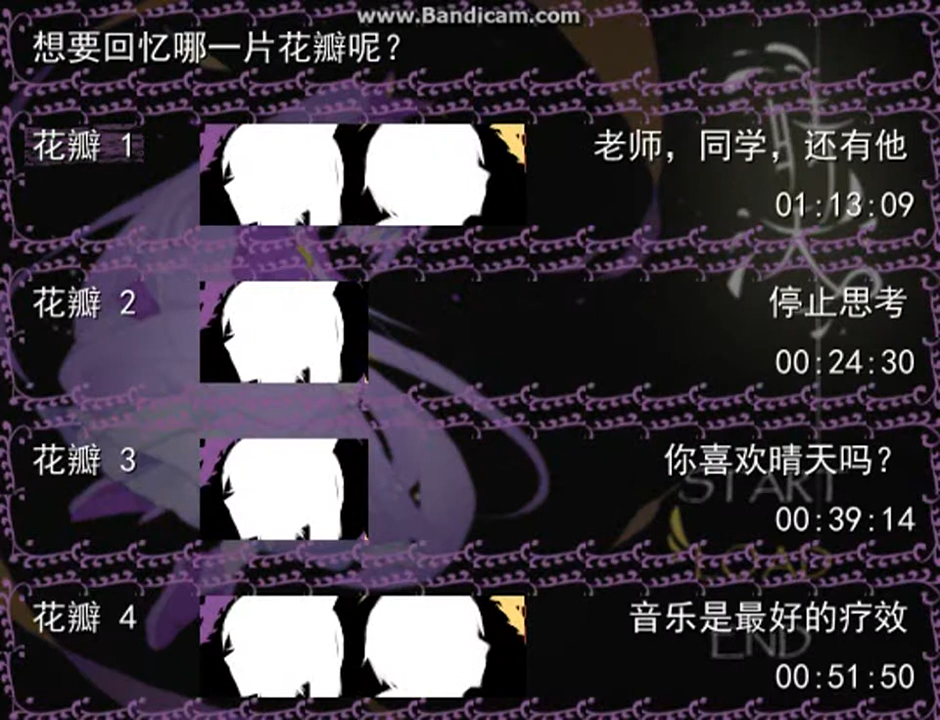 www.Bandicam.com
想要回忆哪一片花瓣呢？
花瓣 1
老师，同学，还有他
01:13:09
花瓣 2
停止思考
00:24:30
花瓣 3
你喜欢晴天吗？
START
00:39:14
LOAD
花瓣 4
音乐是最好的疗效
END
00:51:50